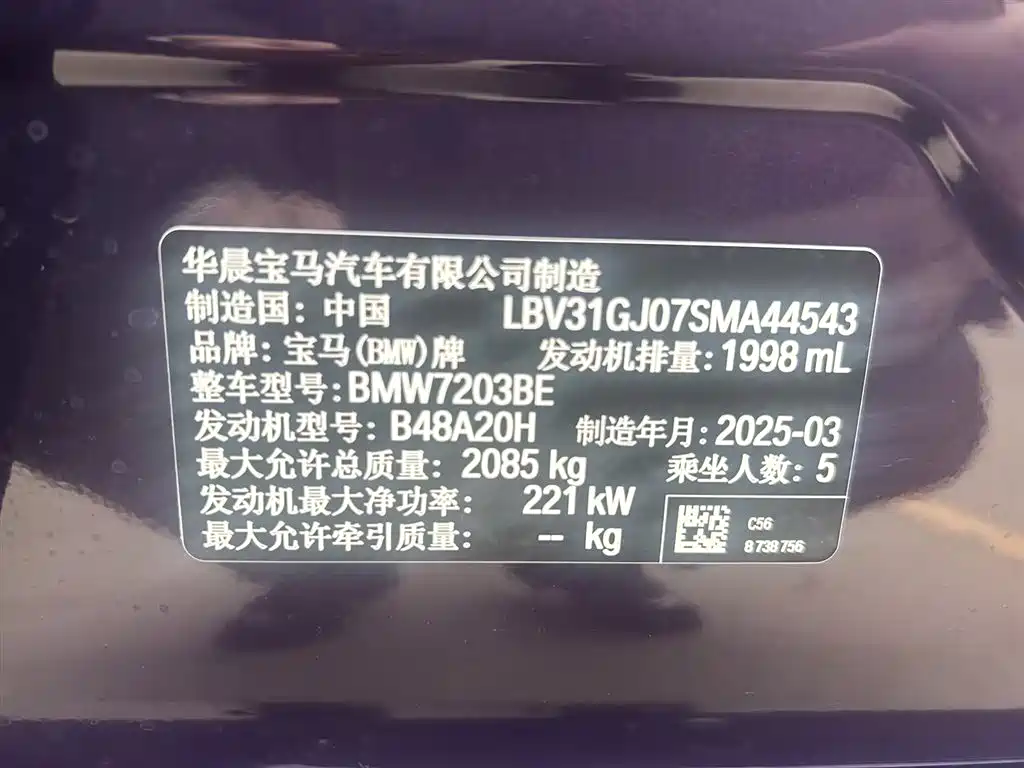 华晨宝马汽车有限公司制造
制造国: 中国 LBV31GJ07SMA44543
品牌: 宝马(BMW)牌 发动机排量: 1998 mL
整车型号: BMW7203BE
发动机型号: B48A20H 制造年月: 2025-03
最大允许总质量: 2085 kg 乘坐人数: 5
发动机最大净功率: 221 kW
最大允许牵引质量: -- kg
C56
8 738 756